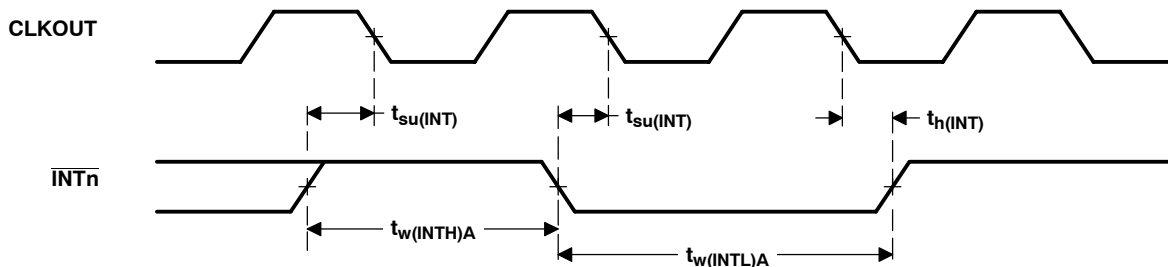 CLKOUT
tsu(INT)
tsu(INT)
th(INT)
INTn
tw(INTH)A
tw(INTL)A